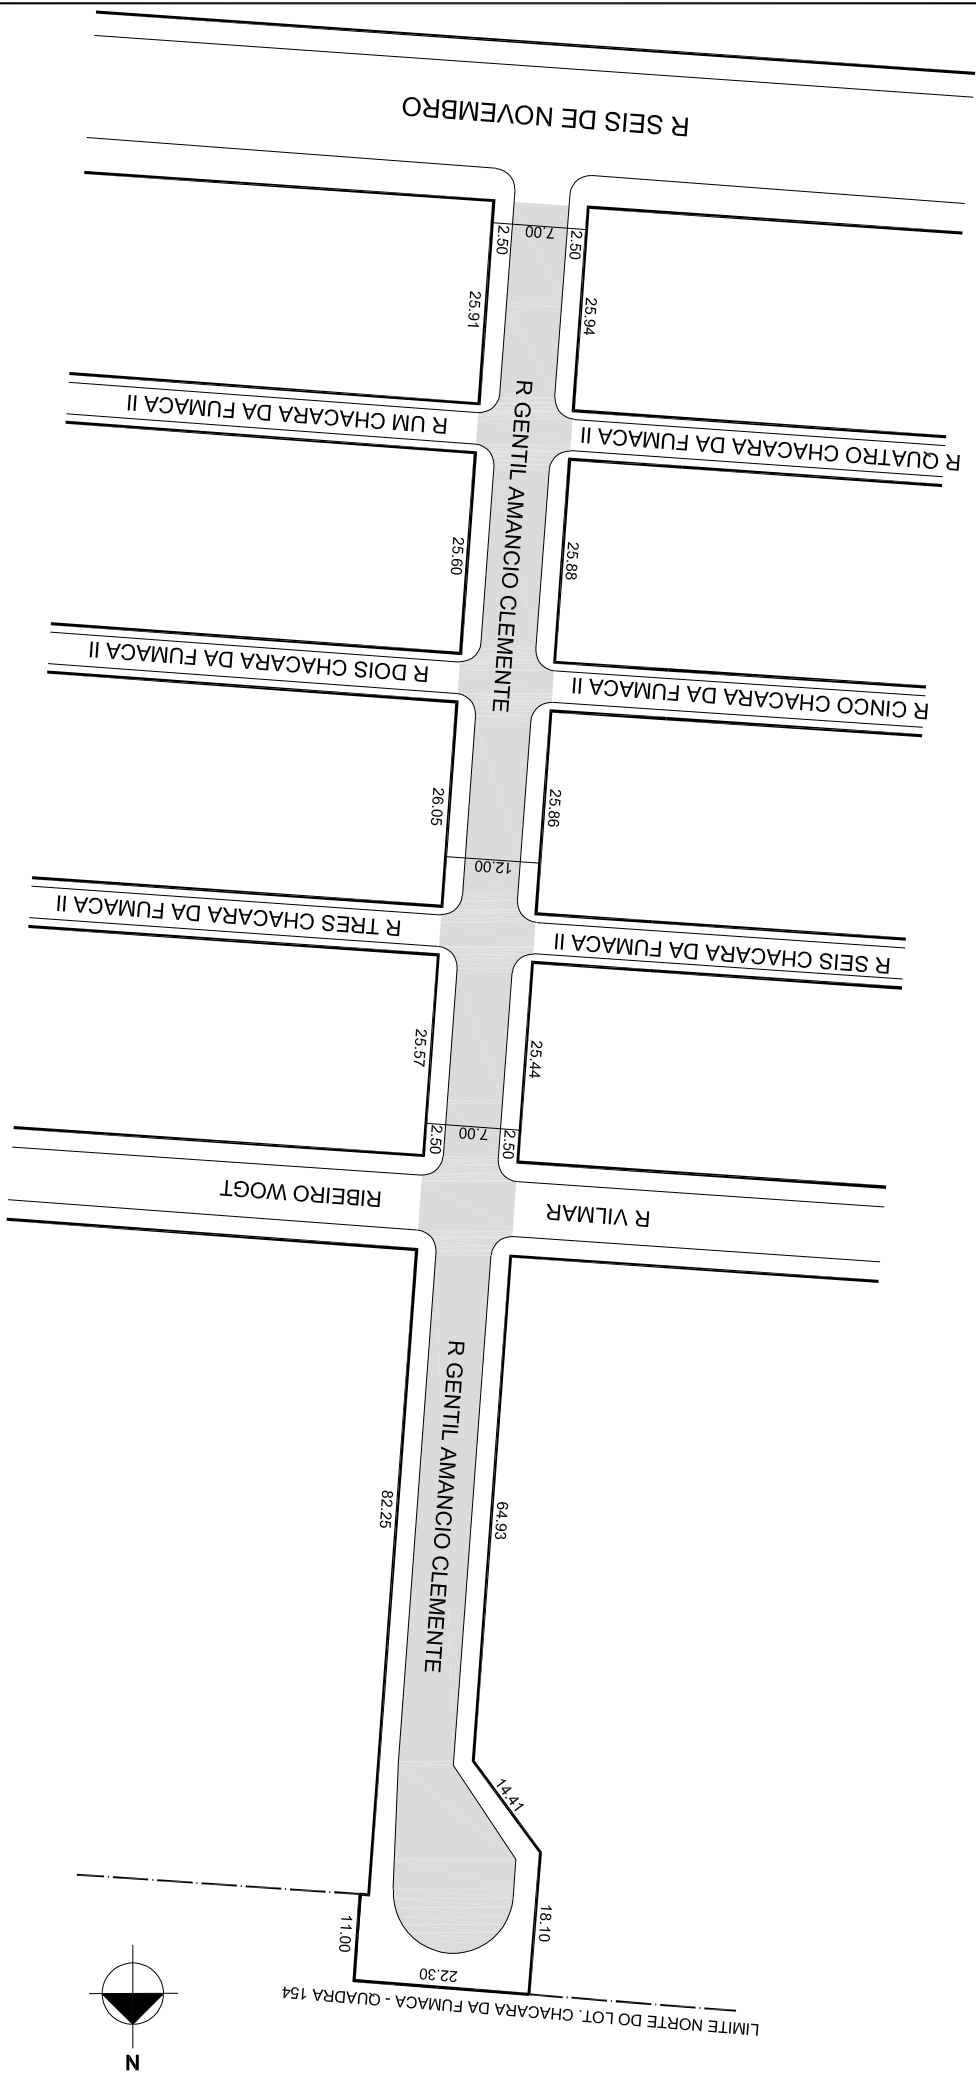 R SEIS DE NOVEMBRO
2.50
7.00
2.50
25.91
25.94
R UM CHACARA DA FUMACA II
R GENTIL AMANCIO CLEMENTE
R QUATRO CHACARA DA FUMACA II
25.60
25.88
R DOIS CHACARA DA FUMACA II
R CINCO CHACARA DA FUMACA II
26.05
25.86
12.00
R TRES CHACARA DA FUMACA II
R SEIS CHACARA DA FUMACA II
25.57
25.44
2.50
7.00
2.50
R VILMAR
RIBEIRO WOGT
R GENTIL AMANCIO CLEMENTE
82.25
64.93
14.41
11.00
18.10
22.30
LIMITE NORTE DO LOT. CHACARA DA FUMACA - QUADRA 154
N